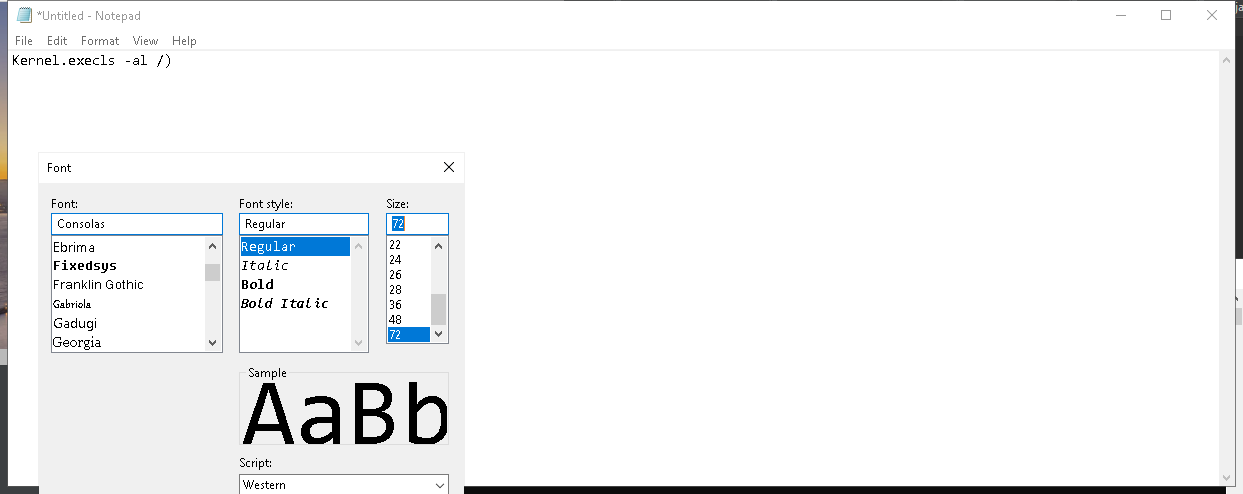 *Untitled - Notepad
File Edit Format View Help
Kernel.execls -al /)
Font
Font: Font style: Size:
Consolas Regular 72
Ebrima Regular 22
Fixedsys Italic 24
Franklin Gothic Bold 26
Gabriola Bold Italic 28
Gadugi 36
Georgia 48
72
Sample
AaBb
Script:
Western